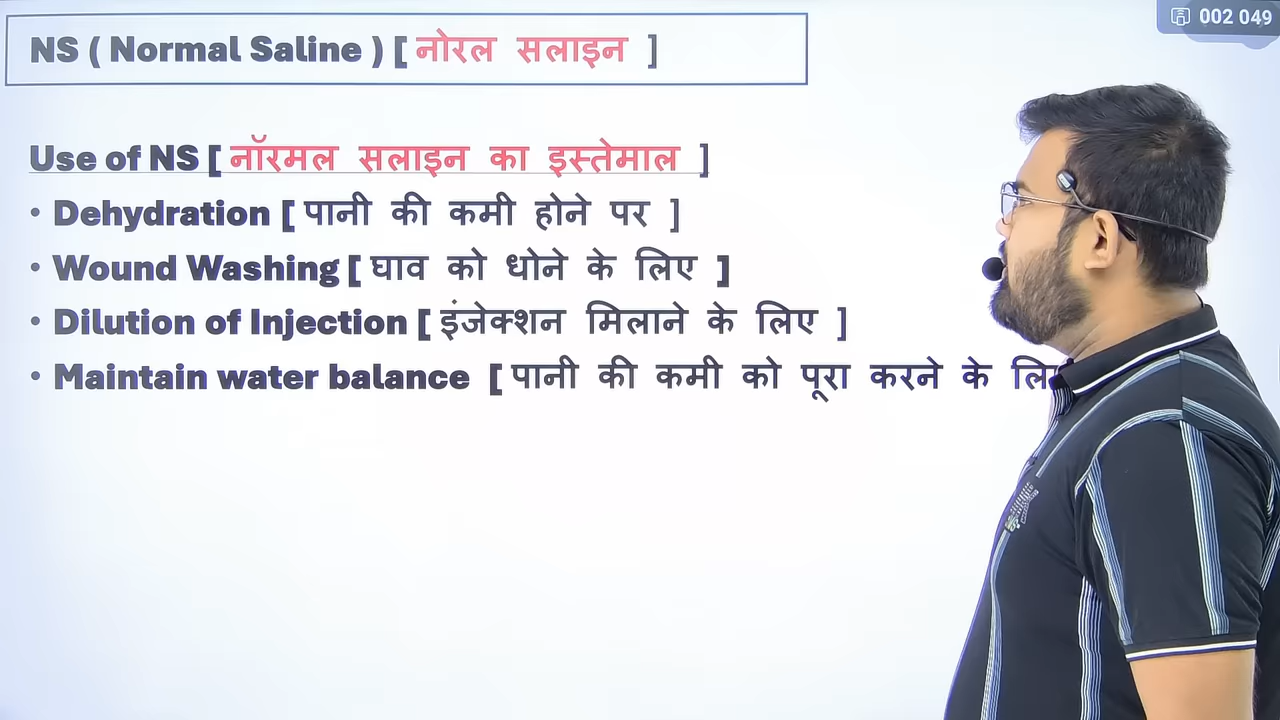 002 049
NS ( Normal Saline ) [ नोरल सलाइन ]
Use of NS [ नॉरमल सलाइन का इस्तेमाल ]
• Dehydration [ पानी की कमी होने पर ]
• Wound Washing [ घाव को धोने के लिए ]
• Dilution of Injection [ इंजेक्शन मिलाने के लिए ]
• Maintain water balance [ पानी की कमी को पूरा करने के